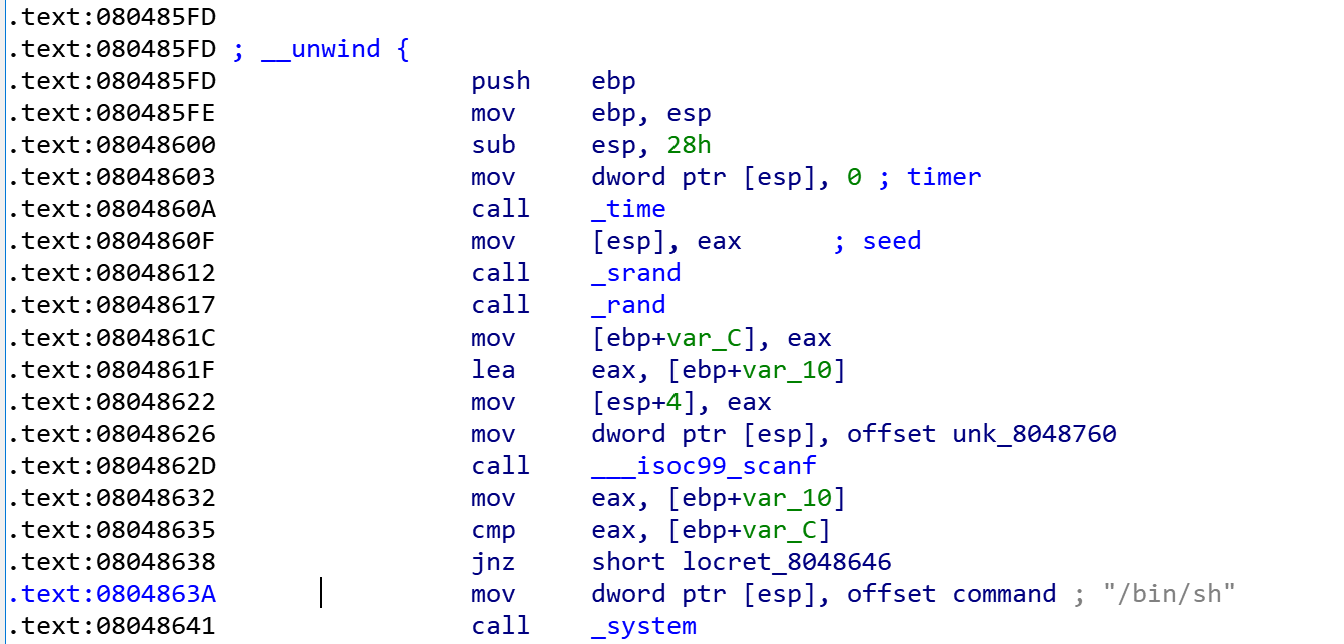 .text:080485FD
.text:080485FD ; __unwind {
.text:080485FD push ebp
.text:080485FE mov ebp, esp
.text:08048600 sub esp, 28h
.text:08048603 mov dword ptr [esp], 0 ; timer
.text:0804860A call _time
.text:0804860F mov [esp], eax ; seed
.text:08048612 call _srand
.text:08048617 call _rand
.text:0804861C mov [ebp+var_C], eax
.text:0804861F lea eax, [ebp+var_10]
.text:08048622 mov [esp+4], eax
.text:08048626 mov dword ptr [esp], offset unk_8048760
.text:0804862D call ___isoc99_scanf
.text:08048632 mov eax, [ebp+var_10]
.text:08048635 cmp eax, [ebp+var_C]
.text:08048638 jnz short locret_8048646
.text:0804863A mov dword ptr [esp], offset command ; "/bin/sh"
.text:08048641 call _system